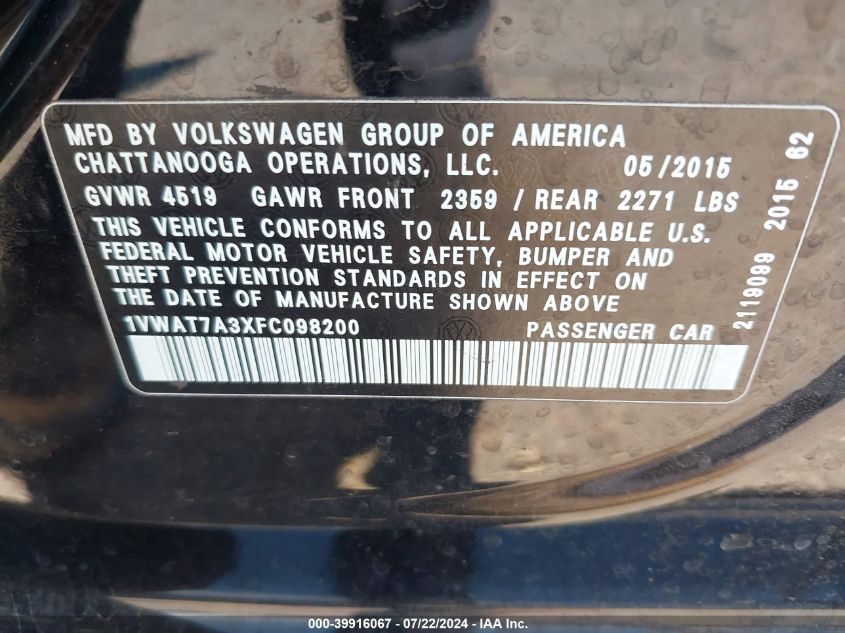 MFD BY VOLKSWAGEN GROUP OF AMERICA
CHATTANOOGA OPERATIONS, LLC. 05/2015
GVWR 4519 GAWR FRONT 2359 / REAR 2271 LBS
THIS VEHICLE CONFORMS TO ALL APPLICABLE U.S.
FEDERAL MOTOR VEHICLE SAFETY, BUMPER AND
THEFT PREVENTION STANDARDS IN EFFECT ON
THE DATE OF MANUFACTURE SHOWN ABOVE
1VWAT7A3XFC098200 PASSENGER CAR
2119099 2015 62
000-39916067 - 07/22/2024 - IAA Inc.